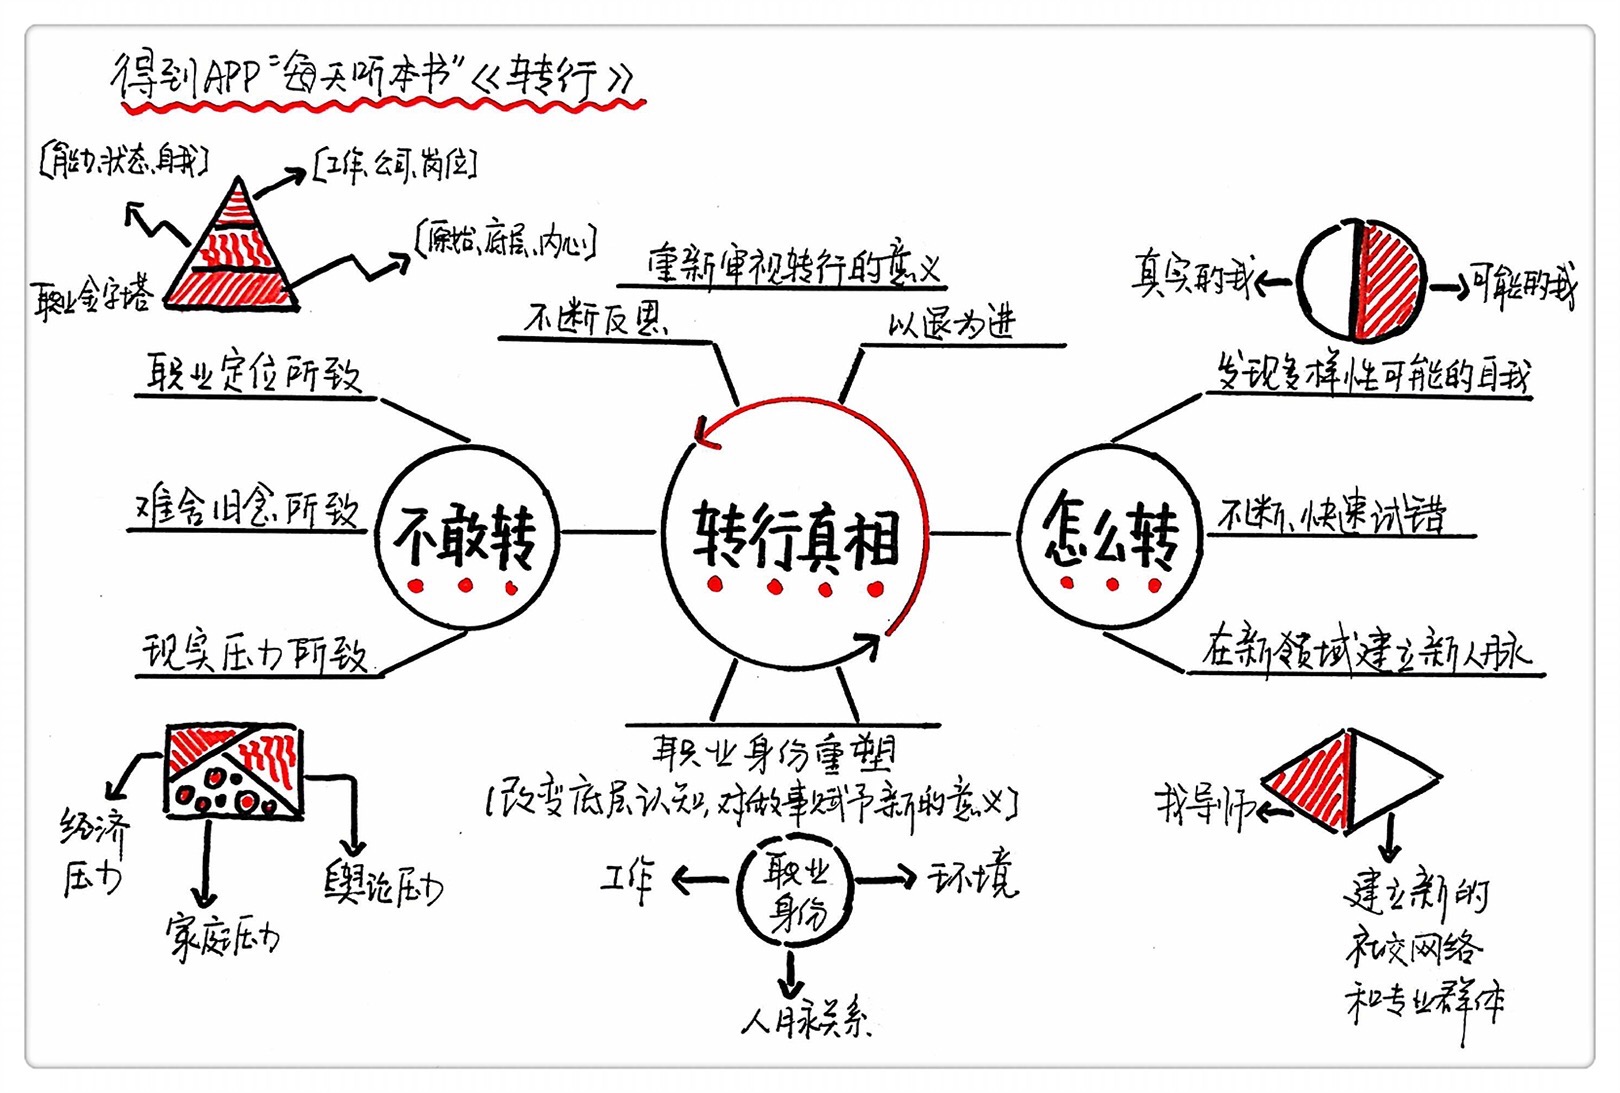 得到APP“每天听本书”《转行》
[能力、状态、自我]
[工作、公司、岗位]
[原始、底层、内心]
职业金字塔
职业定位所致
难舍旧念所致
现实压力所致
不敢转
经济
压力
家庭压力
舆论压力
重新审视转行的意义
不断反思
以退为进
转行真相
职业身份重塑
[改变底层认知,对故事赋予新的意义]
工作
职业
身份
环境
人脉关系
真实的我
可能的我
发现多样性可能的自我
怎么转
不断、快速试错
在新领域建立新人脉
找导师
建立新的
社交网络
和专业群体